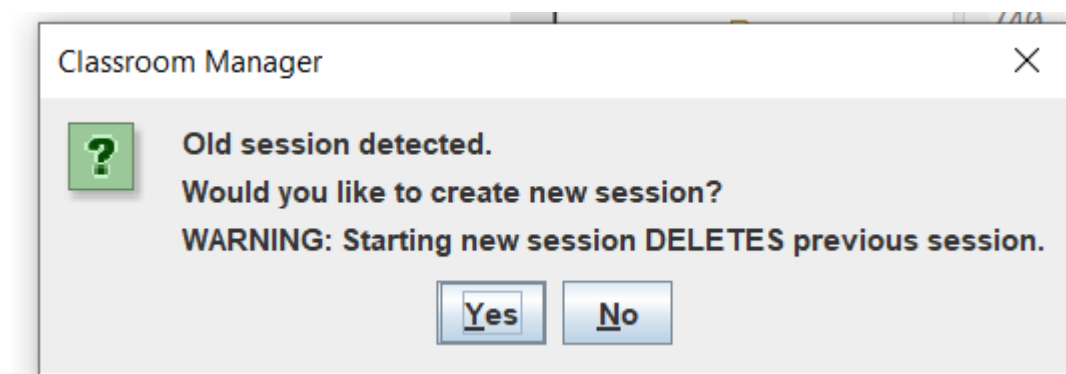 Classroom Manager
?
Old session detected.
Would you like to create new session?
WARNING: Starting new session DELETES previous session.
Yes No